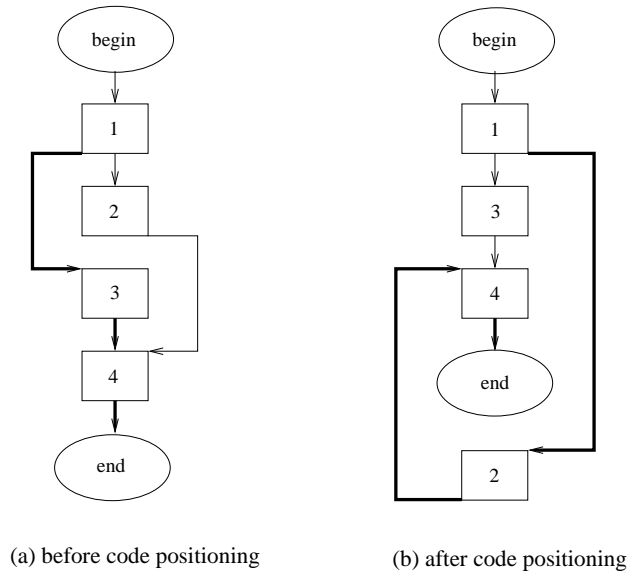 begin
1
2
3
4
end
(a) before code positioning
begin
1
3
4
end
2
(b) after code positioning